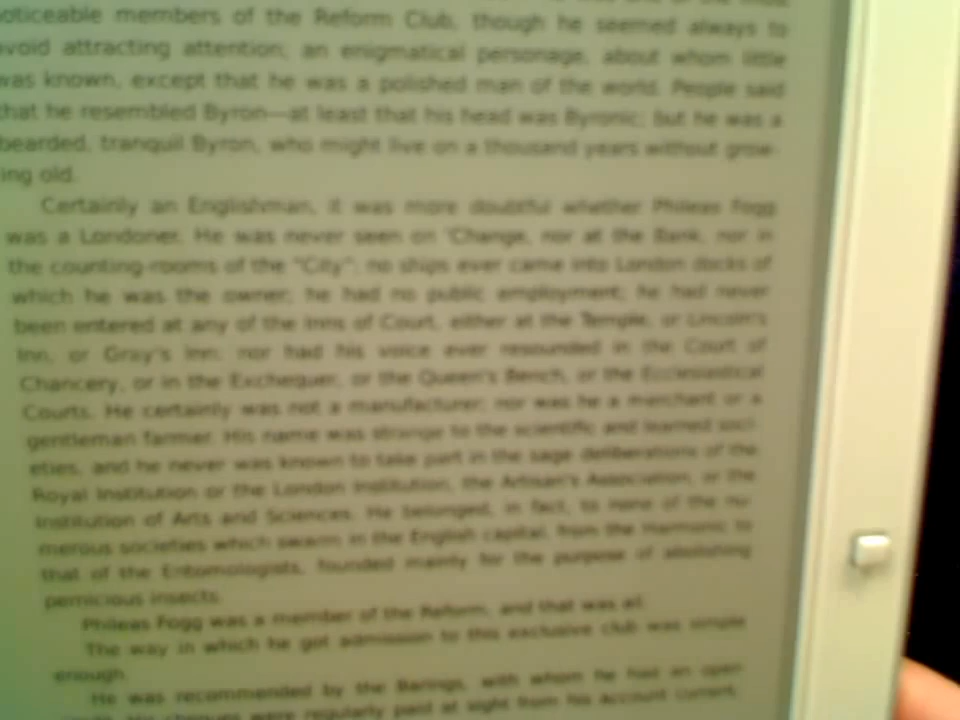 noticeable members of the Reform Club, though he seemed always to
avoid attracting attention; an enigmatical personage, about whom little
was known, except that he was a polished man of the world. People said
that he resembled Byron—at least that his head was Byronic; but he was a
bearded, tranquil Byron, who might live on a thousand years without grow-
ing old.
Certainly an Englishman, it was more doubtful whether Phileas Fogg
was a Londoner. He was never seen on 'Change, nor at the Bank, nor in
the counting-rooms of the "City"; no ships ever came into London docks of
which he was the owner; he had no public employment; he had never
been entered at any of the Inns of Court, either at the Temple, or Lincoln's
Inn, or Gray's Inn; nor had his voice ever resounded in the Court of
Chancery, or in the Exchequer, or the Queen's Bench, or the Ecclesiastical
Courts. He certainly was not a manufacturer; nor was he a merchant or a
gentleman farmer. His name was strange to the scientific and learned soci-
eties, and he never was known to take part in the sage deliberations of the
Royal Institution or the London Institution, the Artisan's Association, or the
Institution of Arts and Sciences. He belonged, in fact, to none of the nu-
merous societies which swarm in the English capital, from the Harmonic to
that of the Entomologists, founded mainly for the purpose of abolishing
pernicious insects.
Phileas Fogg was a member of the Reform, and that was all.
The way in which he got admission to this exclusive club was simple
enough.
He was recommended by the Barings, with whom he had an open
cheques were regularly paid at sight from his account current,